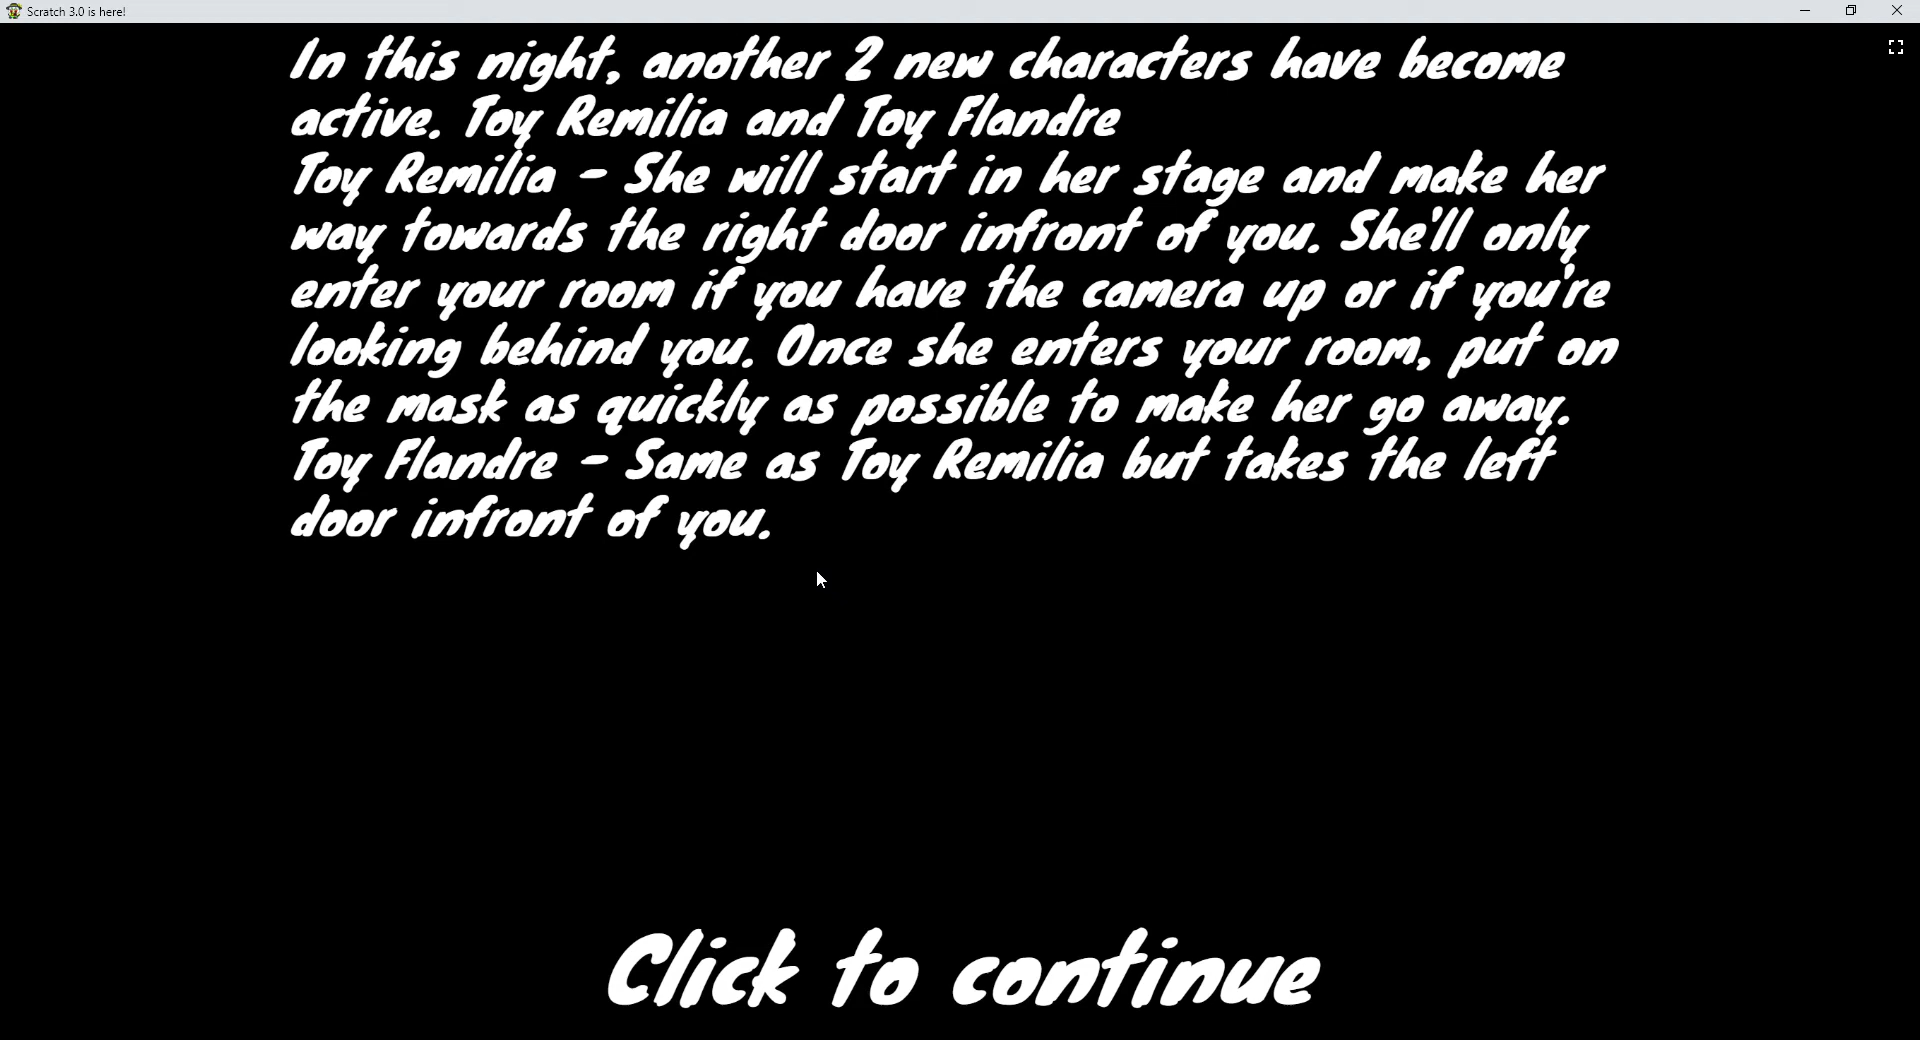 Scratch 3.0 is here!
In this night, another 2 new characters have become
active. Toy Remilia and Toy Flandre
Toy Remilia - She will start in her stage and make her
way towards the right door infront of you. She'll only
enter your room if you have the camera up or if you're
looking behind you. Once she enters your room, put on
the mask as quickly as possible to make her go away.
Toy Flandre - Same as Toy Remilia but takes the left
door infront of you.
Click to continue